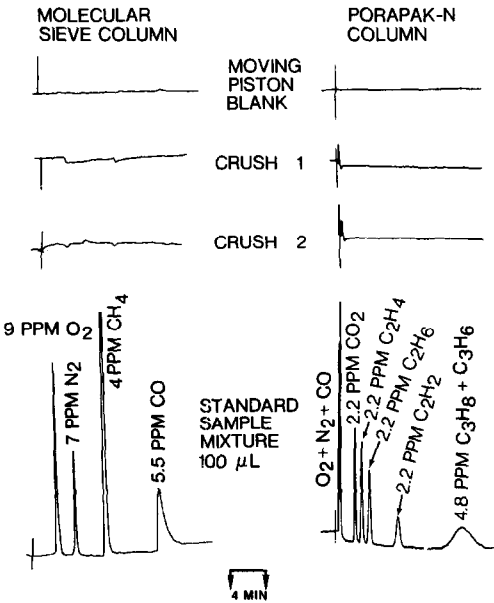 MOLECULAR
SIEVE COLUMN
PORAPAK-N
COLUMN
MOVING
PISTON
BLANK
CRUSH 1
CRUSH 2
9 PPM O2
7 PPM N2
4 PPM CH4
5.5 PPM CO
STANDARD
SAMPLE
MIXTURE
100 µL
O2 + N2 + CO
2.2 PPM CO2
2.2 PPM C2H4
2.2 PPM C2H6
2.2 PPM C2H2
4.8 PPM C3H8 + C3H6
4 MIN